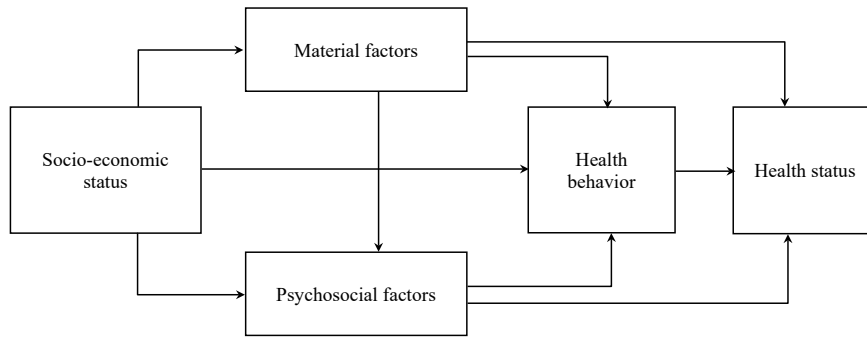 Material factors
Socio-economic
status
Health
behavior
Health status
Psychosocial factors